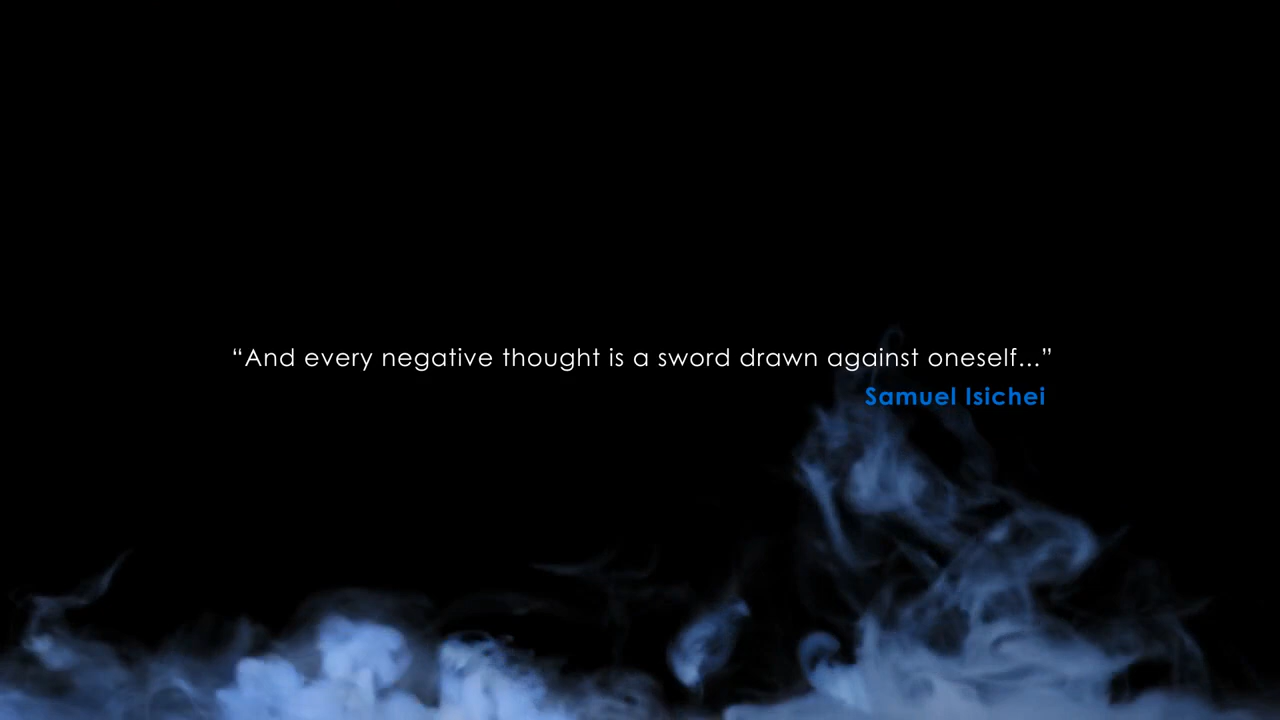 “And every negative thought is a sword drawn against oneself...”
Samuel Isichei